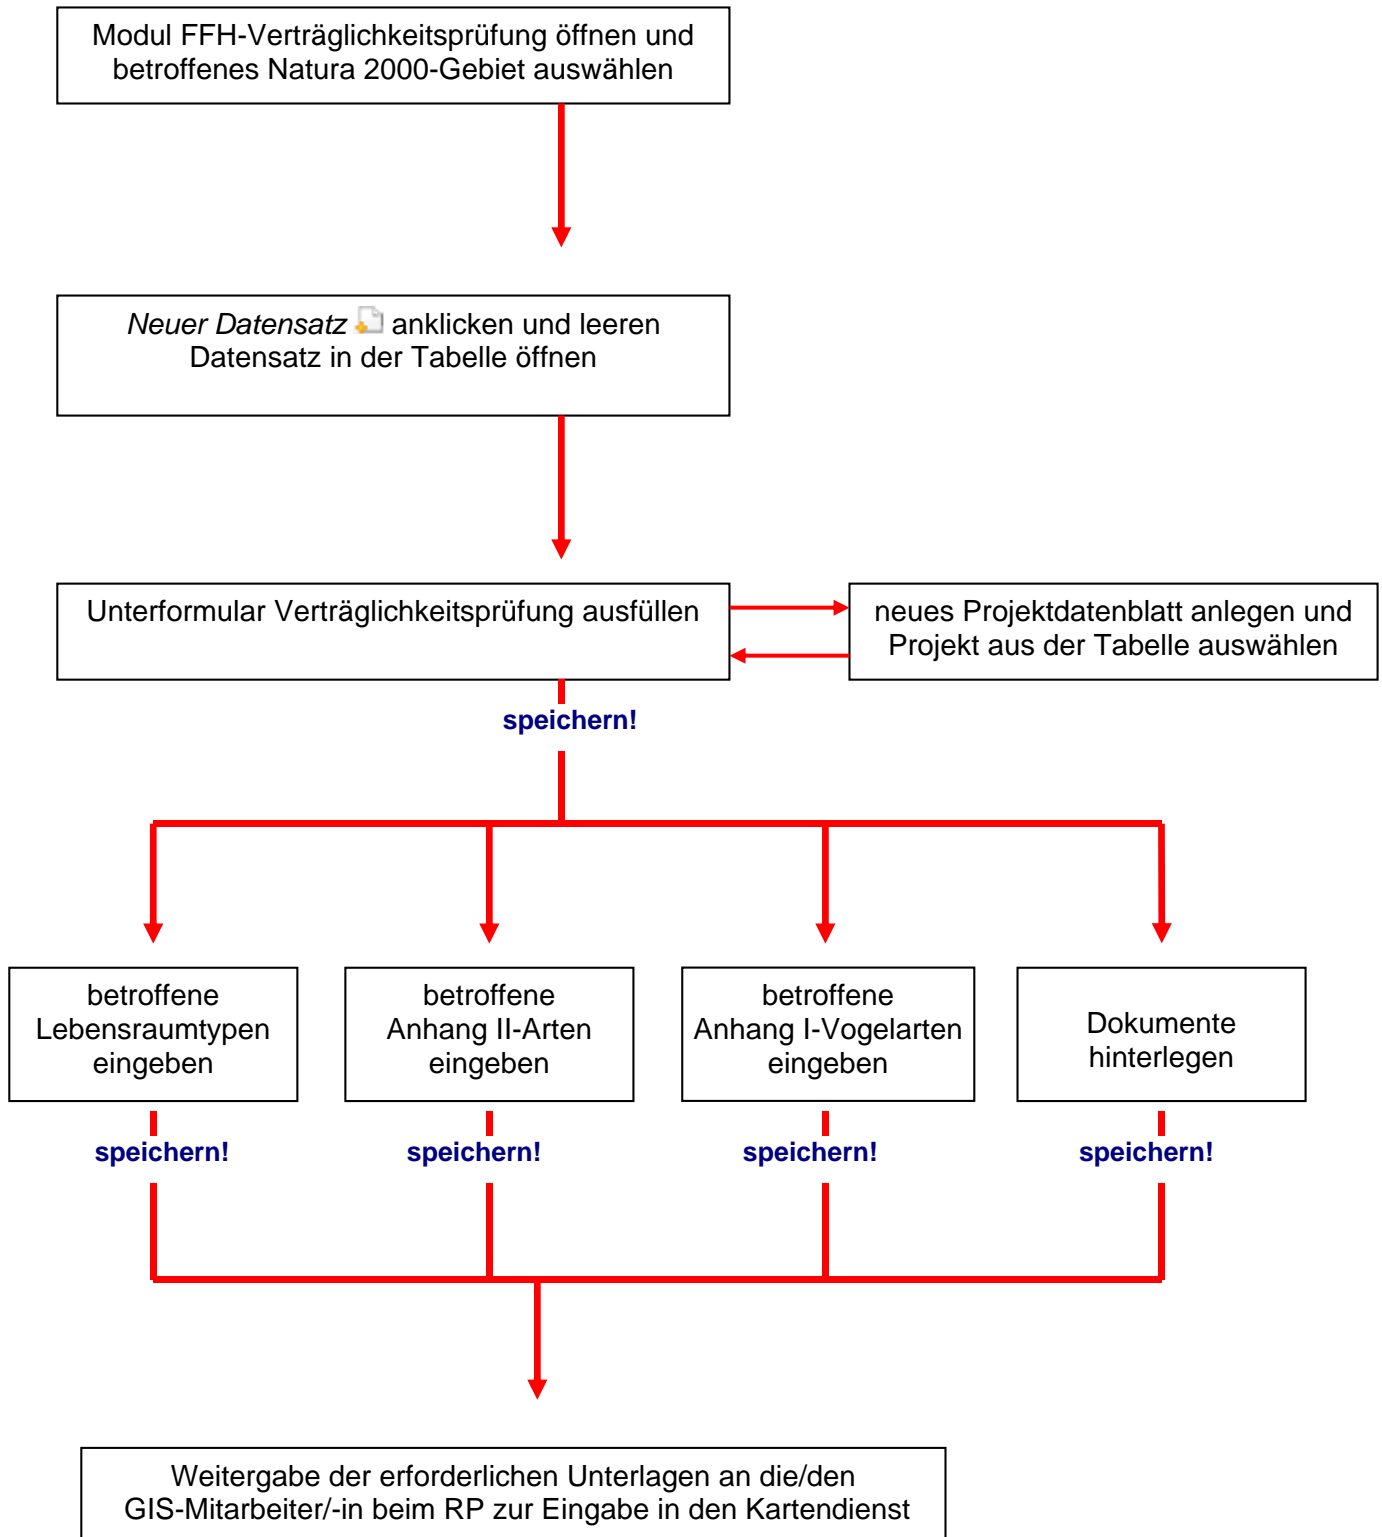 Modul FFH-Verträglichkeitsprüfung öffnen und
betroffenes Natura 2000-Gebiet auswählen
Neuer Datensatz anklicken und leeren
Datensatz in der Tabelle öffnen
Unterformular Verträglichkeitsprüfung ausfüllen
neues Projektdatenblatt anlegen und
Projekt aus der Tabelle auswählen
speichern!
betroffene
Lebensraumtypen
eingeben
betroffene
Anhang II-Arten
eingeben
betroffene
Anhang I-Vogelarten
eingeben
Dokumente
hinterlegen
speichern!
speichern!
speichern!
speichern!
Weitergabe der erforderlichen Unterlagen an die/den
GIS-Mitarbeiter/-in beim RP zur Eingabe in den Kartendienst